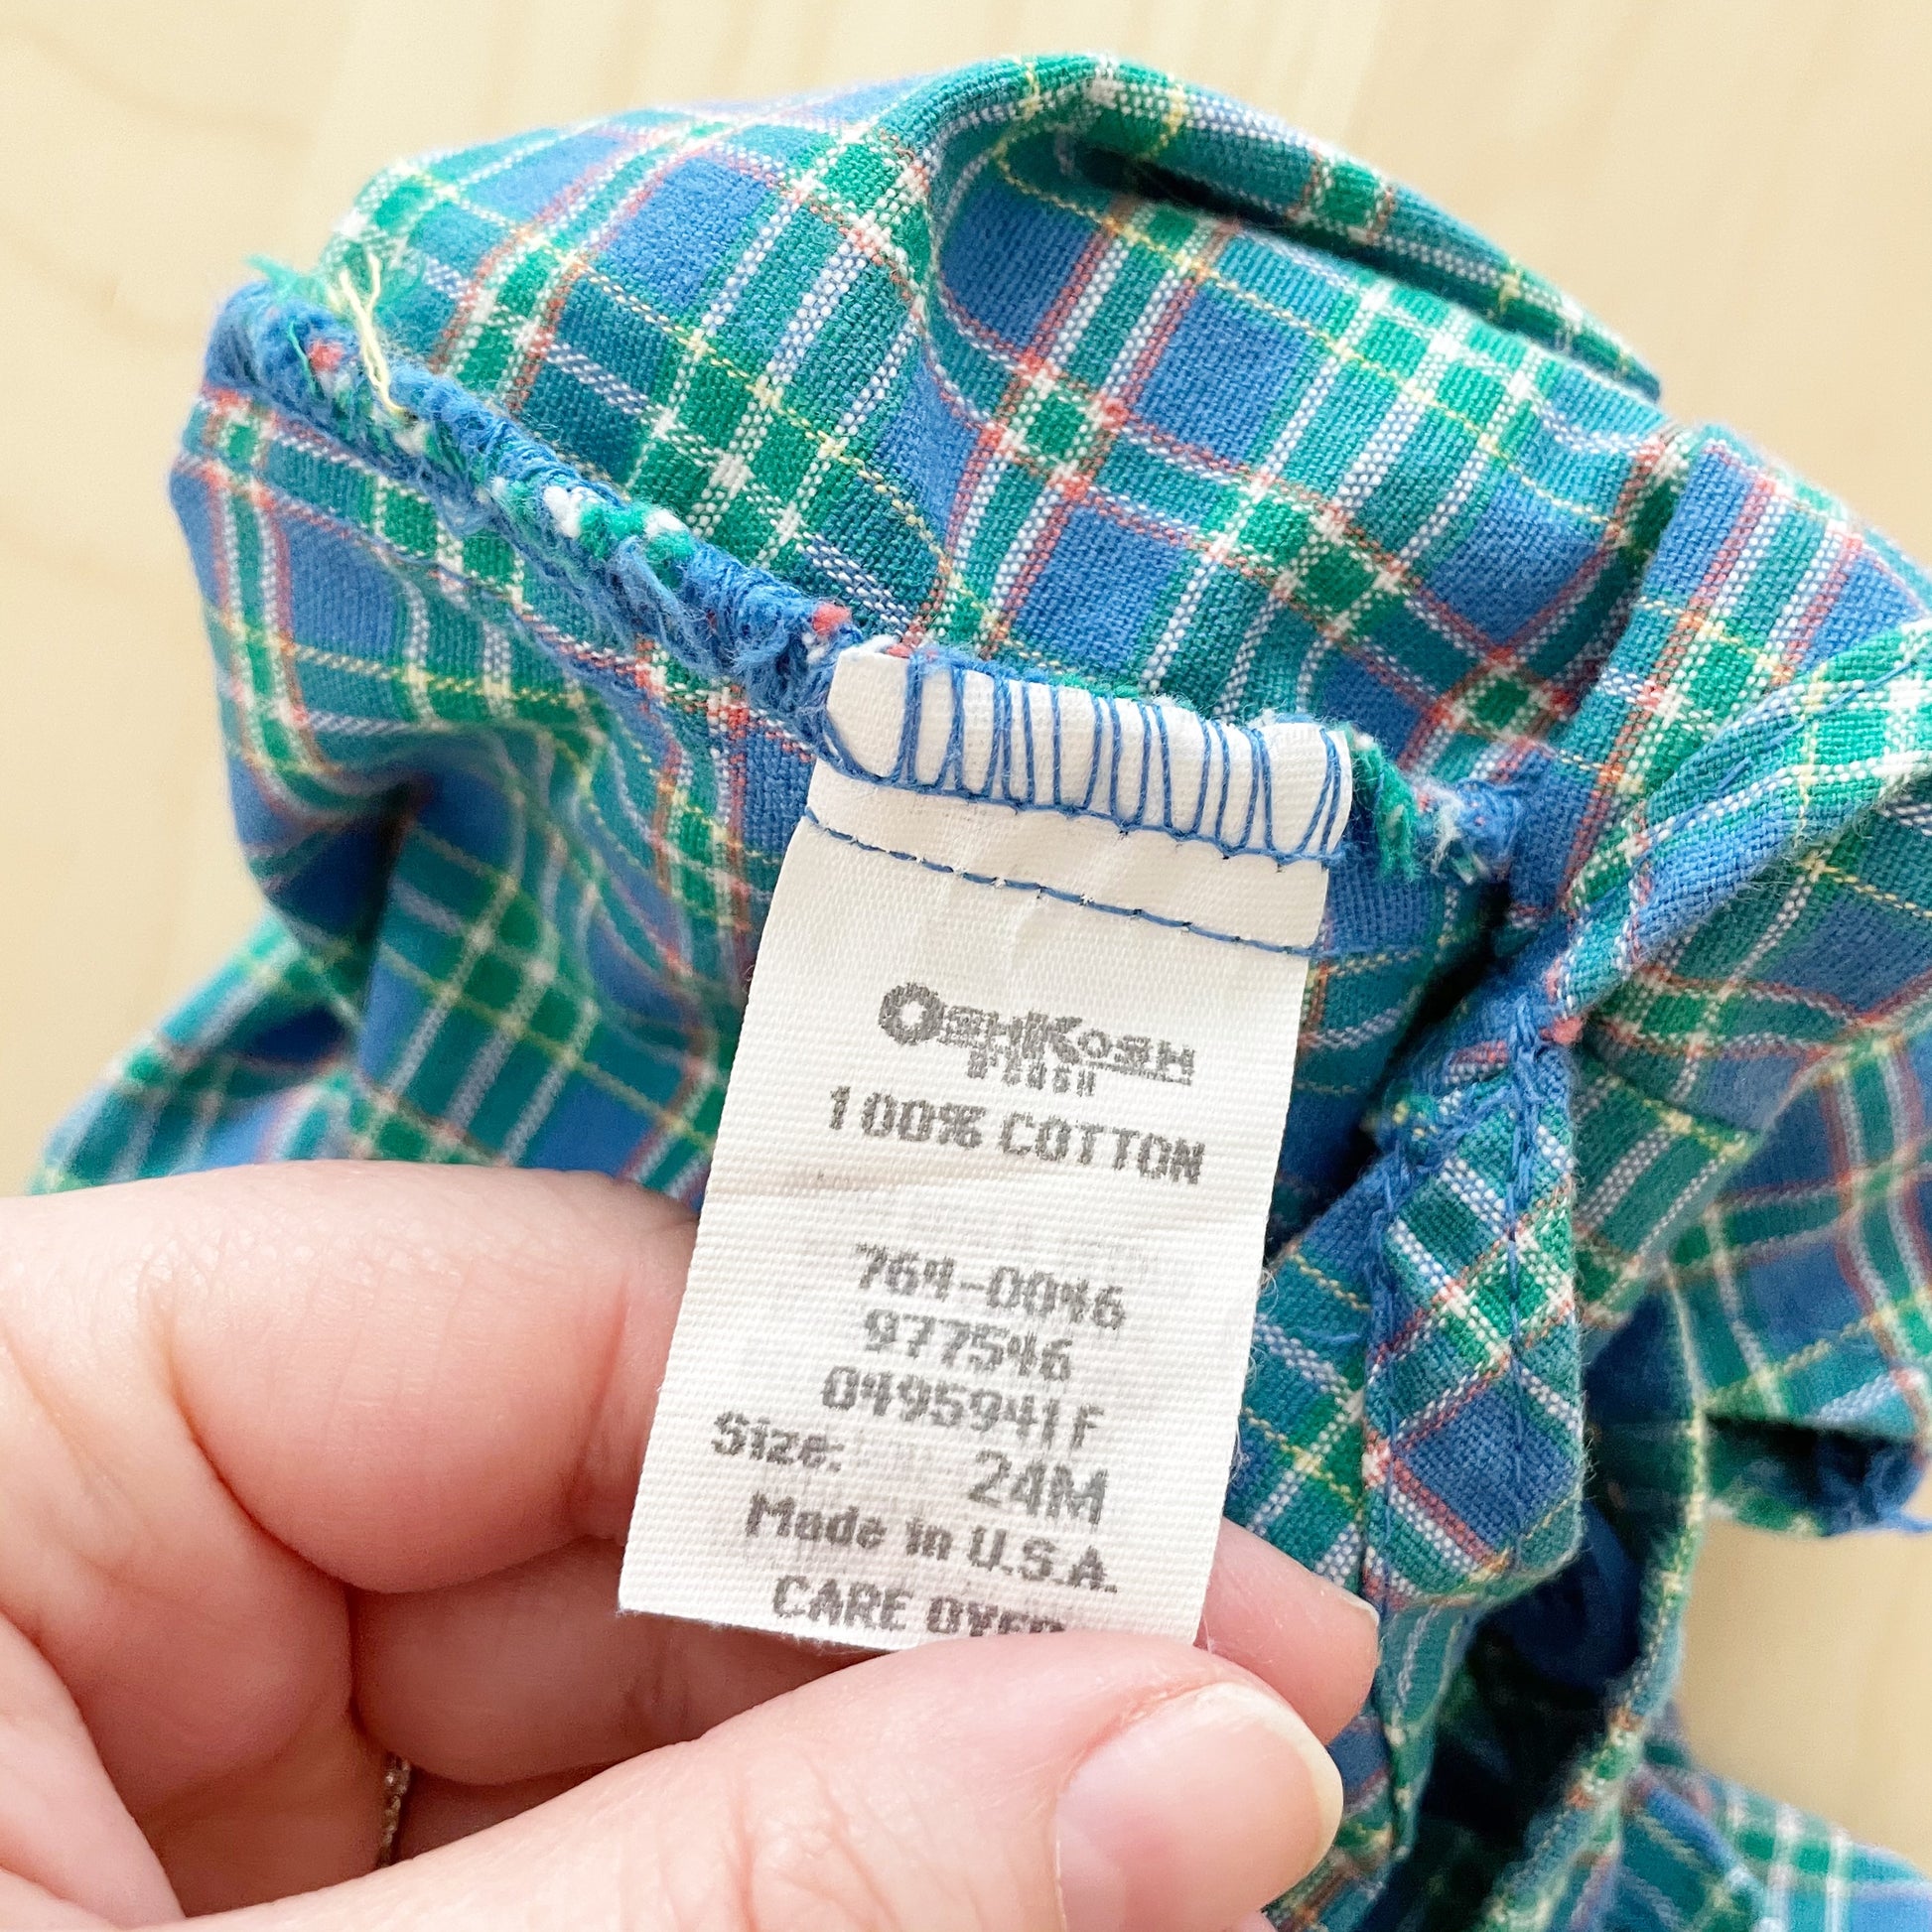 OSHKOSH
B'GOSH
100% COTTON
764-0046
977546
0495941F
Size: 24M
Made in U.S.A.
CARE OVER